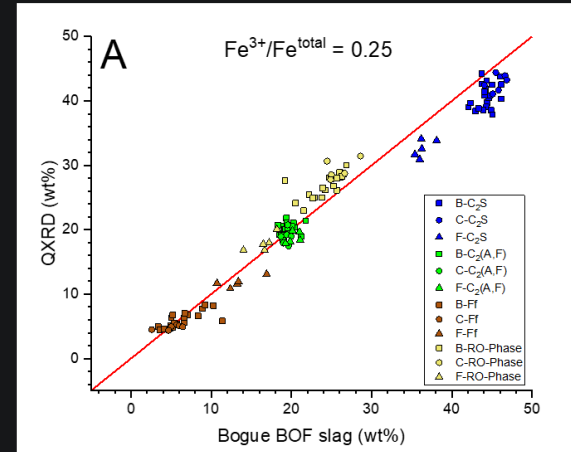 A
Fe³⁺/Feᵗᵒᵗᵃˡ = 0.25
50
40
30
20
10
0
QXRD (wt%)
B-C₂S
C-C₂S
F-C₂S
B-C₂(A,F)
C-C₂(A,F)
F-C₂(A,F)
B-Ff
C-Ff
F-Ff
B-RO-Phase
C-RO-Phase
F-RO-Phase
0 10 20 30 40 50
Bogue BOF slag (wt%)